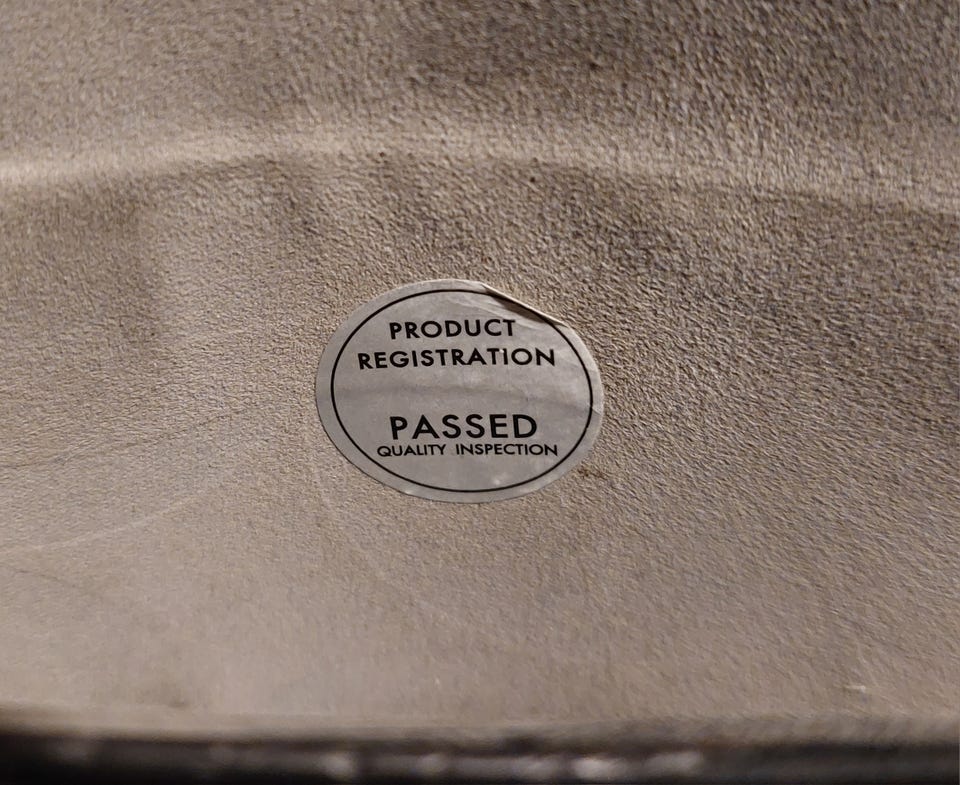 PRODUCT
REGISTRATION
PASSED
QUALITY INSPECTION